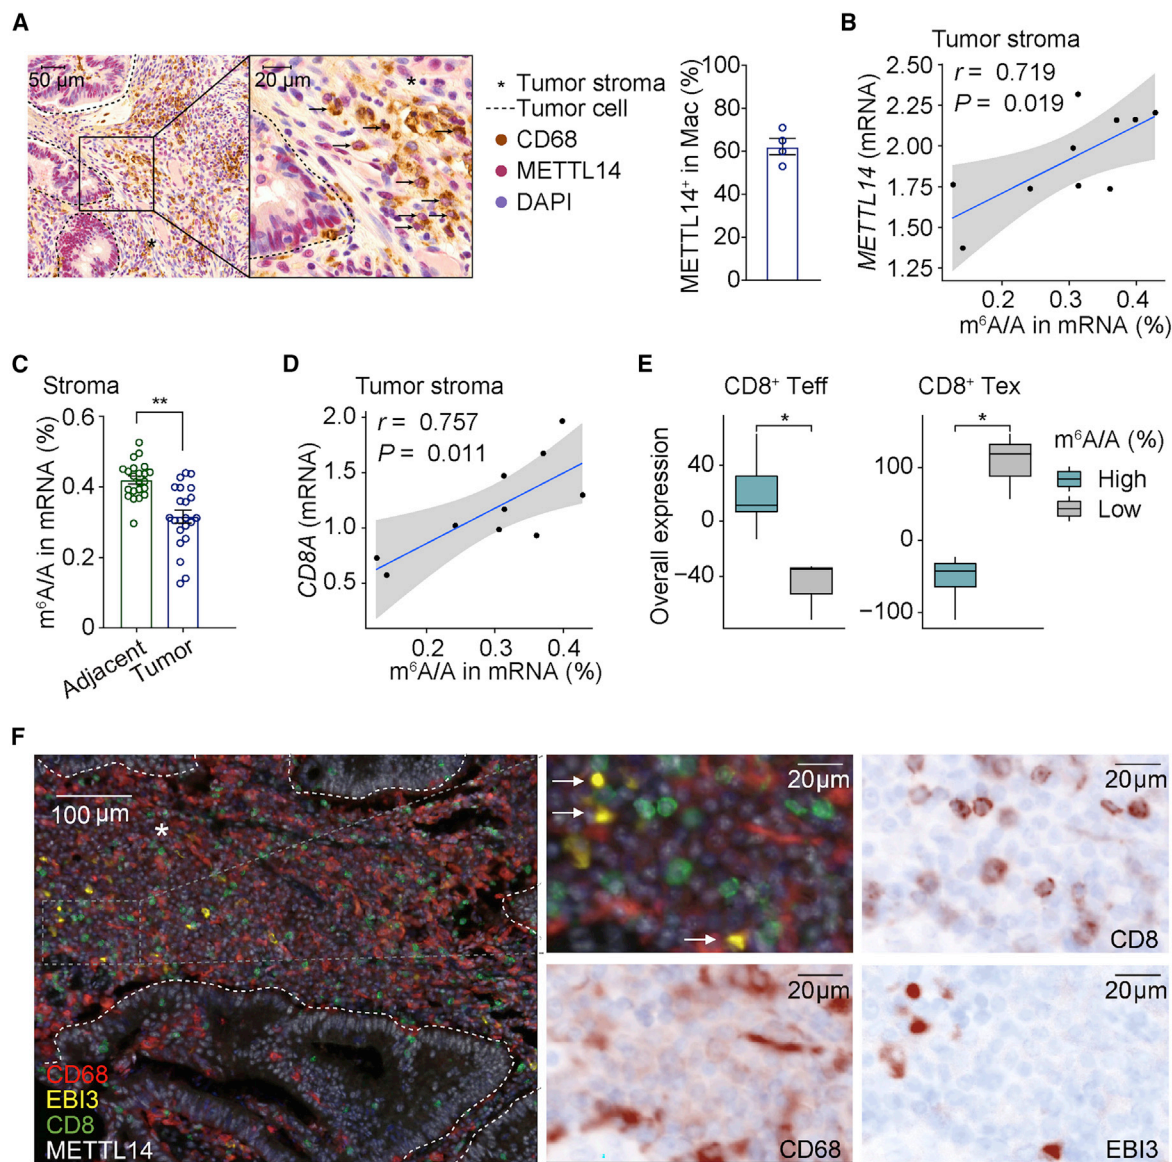 A
50 µm
20 µm
*
*
* Tumor stroma
Tumor cell
CD68
METTL14
DAPI
METTL14⁺ in Mac (%)
100
80
60
40
20
0
B
Tumor stroma
r = 0.719
P = 0.019
METTL14 (mRNA)
2.50
2.25
2.00
1.75
1.50
1.25
0.2 0.3 0.4
m⁶A/A in mRNA (%)
C
Stroma
**
m⁶A/A in mRNA (%)
0.6
0.4
0.2
0
Adjacent
Tumor
D
Tumor stroma
r = 0.757
P = 0.011
CD8A (mRNA)
2.0
1.5
1.0
0.5
0.2 0.3 0.4
m⁶A/A in mRNA (%)
E
CD8⁺ Teff
*
Overall expression
40
0
−40
CD8⁺ Tex
*
100
0
−100
m⁶A/A (%)
High
Low
F
100 µm
*
CD68
EBI3
CD8
METTL14
20µm
20µm
CD8
20µm
CD68
20µm
EBI3